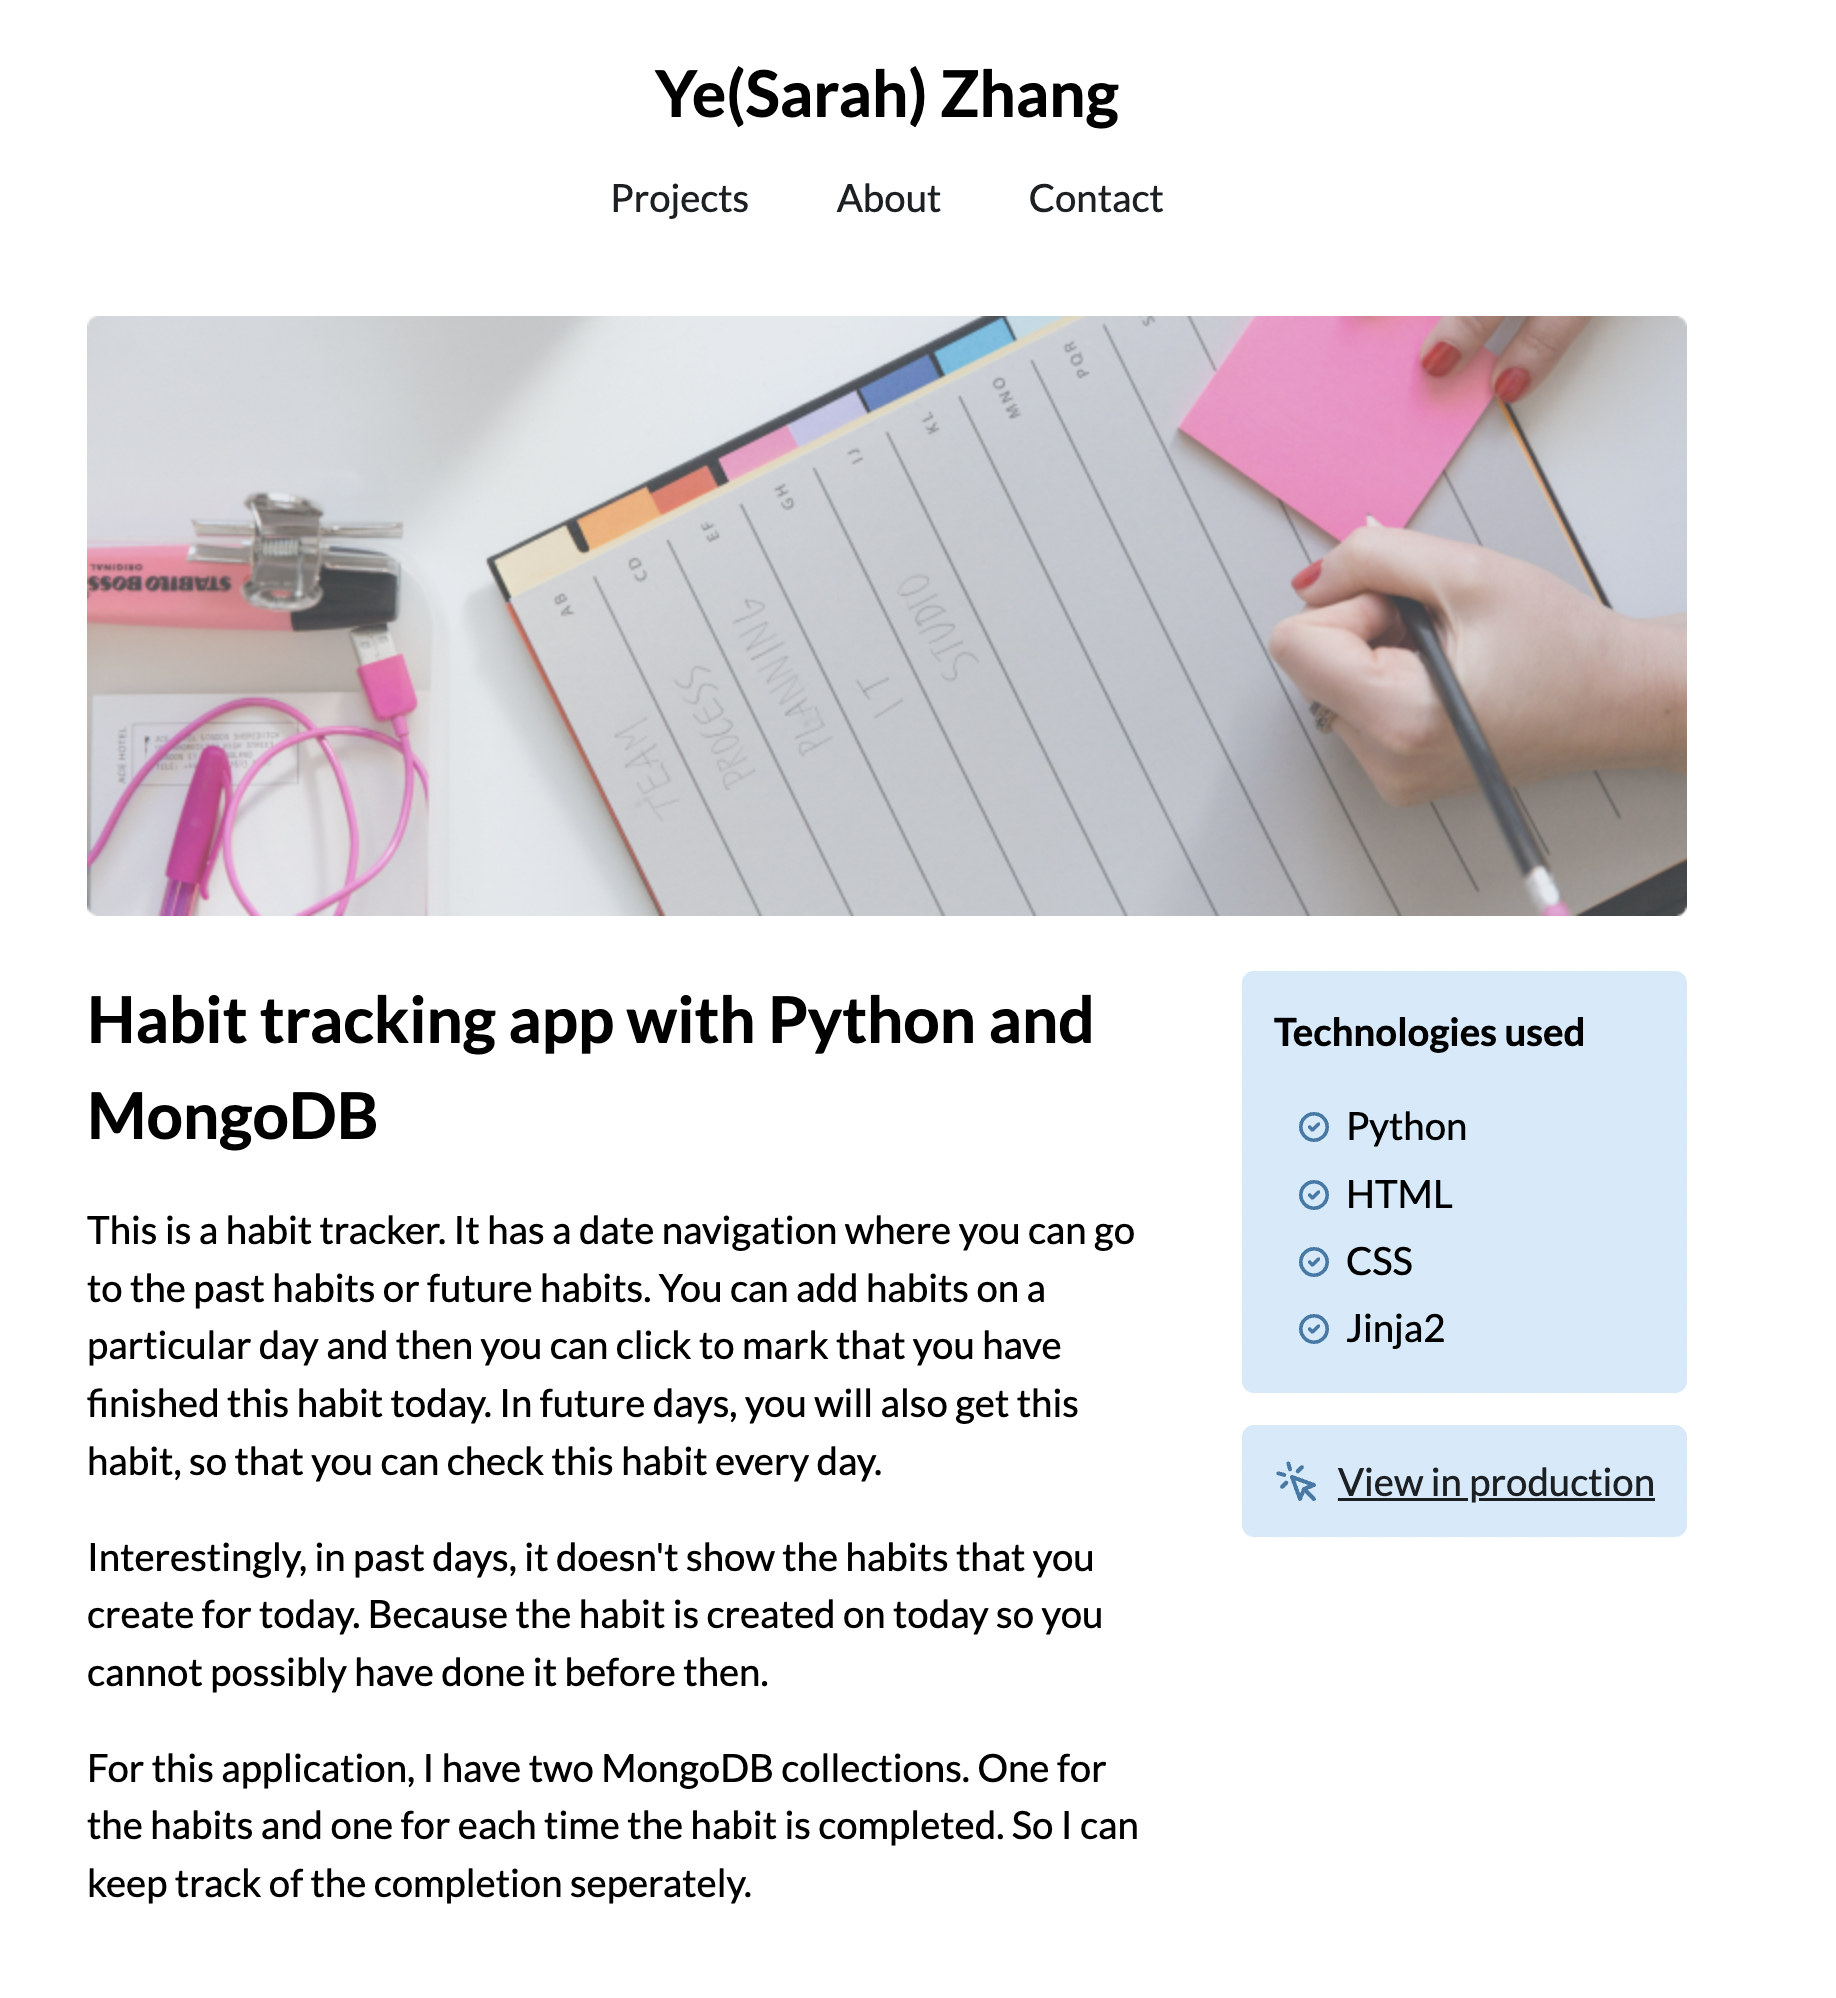 Ye(Sarah) Zhang
Projects About Contact
S
PQR
MNO
KL
IJ
GH
EF
CD
AB
STABILO BOSS
ORIGINAL
TEAM
PROCESS
PLANNING
IT
STUDIO
ACE HOTEL
Habit tracking app with Python and
MongoDB
This is a habit tracker. It has a date navigation where you can go
to the past habits or future habits. You can add habits on a
particular day and then you can click to mark that you have
finished this habit today. In future days, you will also get this
habit, so that you can check this habit every day.
Interestingly, in past days, it doesn't show the habits that you
create for today. Because the habit is created on today so you
cannot possibly have done it before then.
For this application, I have two MongoDB collections. One for
the habits and one for each time the habit is completed. So I can
keep track of the completion seperately.
Technologies used
Python
HTML
CSS
Jinja2
View in production